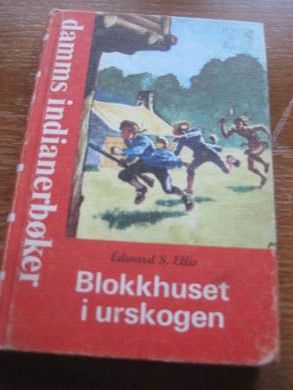 damms indianerbøker
Edward S. Ellis
Blokkhuset
i urskogen